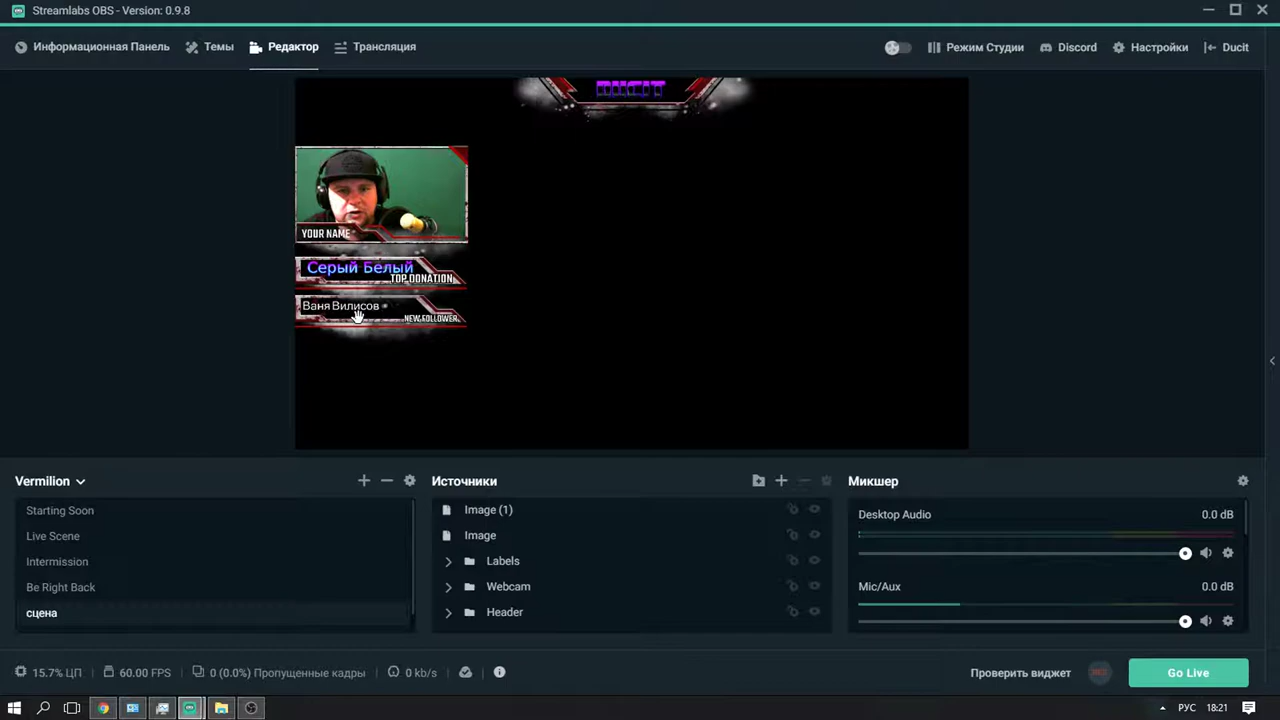 Streamlabs OBS - Version: 0.9.8
Информационная Панель
Темы
Редактор
Трансляция
Режим Студии
Discord
Настройки
Ducit
DUCIT
YOUR NAME
Серый Белый
TOP DONATION
Ваня Вилисов
NEW FOLLOWER
Vermilion
Источники
Микшер
Starting Soon
Live Scene
Intermission
Be Right Back
сцена
Image (1)
Image
Labels
Webcam
Header
Desktop Audio
0.0 dB
Mic/Aux
0.0 dB
15.7% ЦП
60.00 FPS
0 (0.0%) Пропущенные кадры
0 kb/s
Проверить виджет
REC
Go Live
РУС
18:21